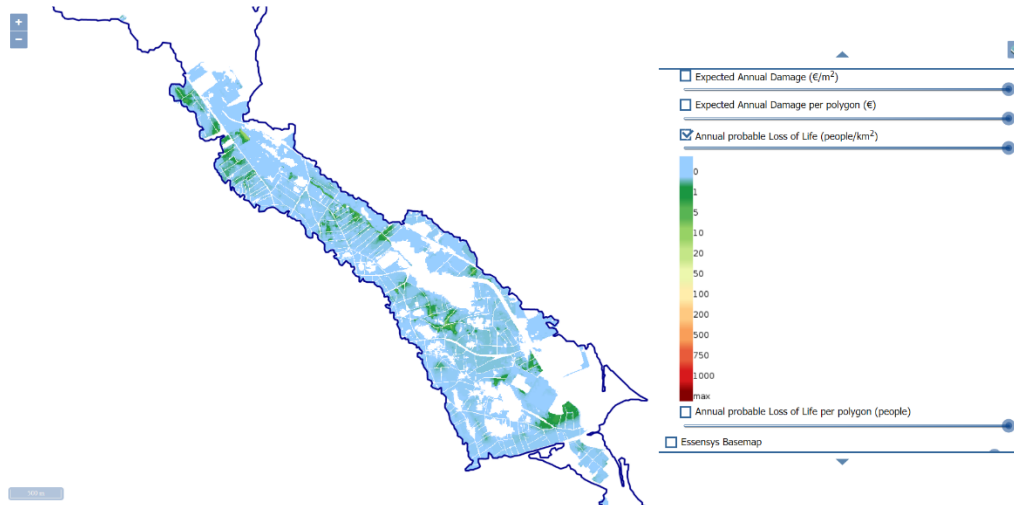 +
−
Expected Annual Damage (€/m²)
Expected Annual Damage per polygon (€)
Annual probable Loss of Life (people/km²)
0
1
5
10
20
50
100
200
500
750
1000
max
Annual probable Loss of Life per polygon (people)
Essensys Basemap